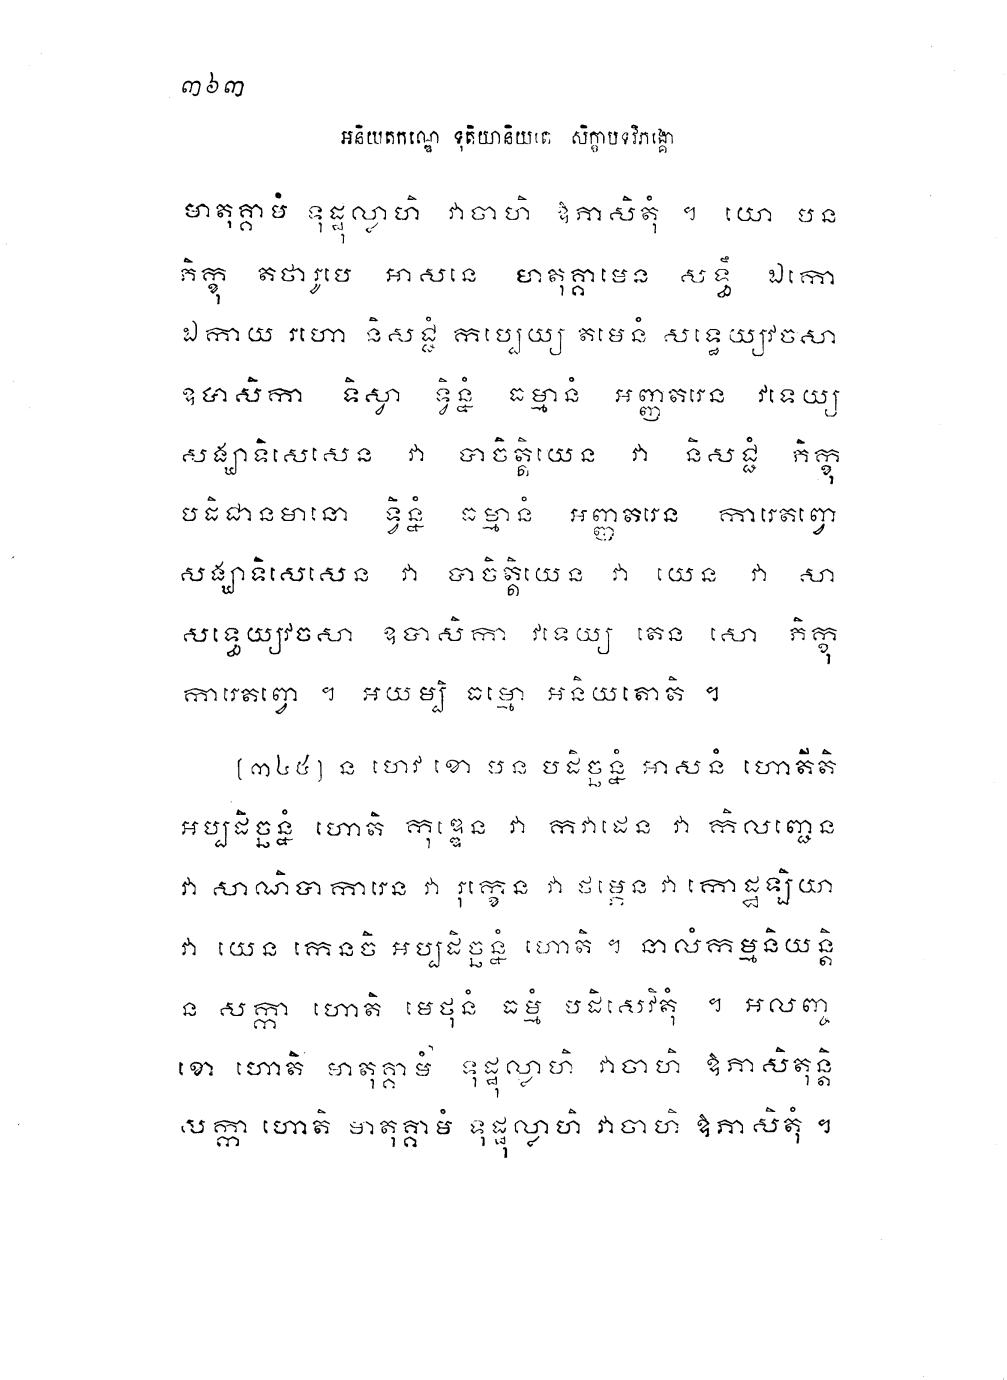 ៣៦៣
អនិយតកណ្ឌេ ទុតិយានិយតេ សិក្ខាបទវិភង្គោ
មាតុគ្គាមំ ទុដ្ឋុល្លាហិ វាចាហិ ឱភាសិតុំ ។ យោ បន
ភិក្ខុ តថារូបេ អាសនេ មាតុគ្គាមេន សទ្ធឹ ឯកោ
ឯកាយ រហោ និសជ្ជំ កប្បេយ្យ តមេនំ សទ្ធេយ្យវចសា
ឧបាសិកា ទិស្វា ទ្វិន្នំ ធម្មានំ អញ្ញតរេន វទេយ្យ
សង្ឃាទិសេសេន វា បាចិត្តិយេន វា និសជ្ជំ ភិក្ខុ
បដិជានមានោ ទ្វិន្នំ ធម្មានំ អញ្ញតរេន ការេតព្វោ
សង្ឃាទិសេសេន វា បាចិត្តិយេន វា យេន វា សា
សទ្ធេយ្យវចសា ឧបាសិកា វទេយ្យ តេន សោ ភិក្ខុ
ការេតព្វោ ។ អយម្បិ ធម្មោ អនិយតោតិ ។
[៣៤៥] ន ហេវ ខោ បន បដិច្ឆន្នំ អាសនំ ហោតីតិ
អប្បដិច្ឆន្នំ ហោតិ កុឌ្ឌេន វា កវាដេន វា កិលញ្ជេន
វា សាណិបាការេន វា រុក្ខេន វា ថម្ភេន វា កោដ្ឋឡិយា
វា យេន កេនចិ អប្បដិច្ឆន្នំ ហោតិ ។ នាលំកម្មនិយន្តិ
ន សក្កា ហោតិ មេថុនំ ធម្មំ បដិសេវិតុំ ។ អលញ្ច
ខោ ហោតិ មាតុគ្គាមំ ទុដ្ឋុល្លាហិ វាចាហិ ឱភាសិតុន្តិ
សក្កា ហោតិ មាតុគ្គាមំ ទុដ្ឋុល្លាហិ វាចាហិ ឱភាសិតុំ ។